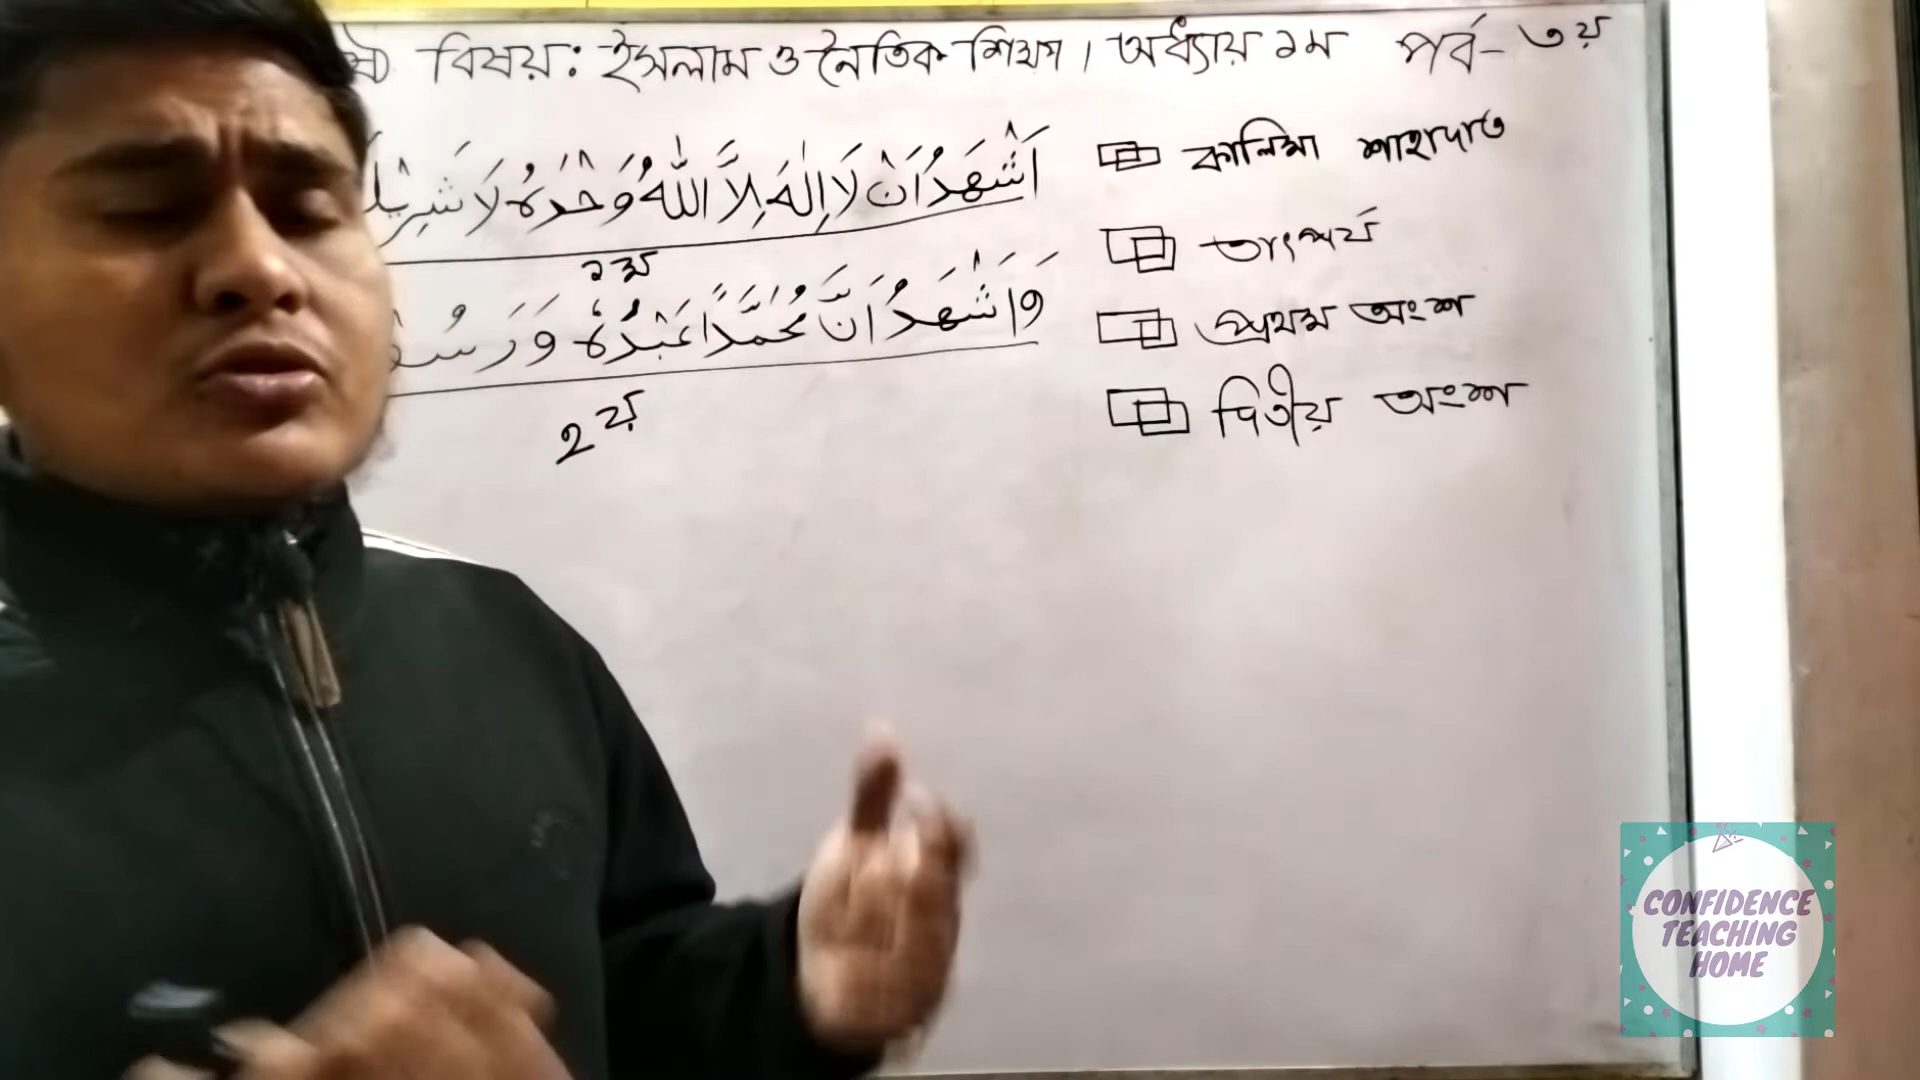 বিষয়: ইসলাম ও নৈতিক শিক্ষা। অধ্যায় ১ম পর্ব- ৩য়
اَشْهَدُ اَنْ لَا اِلٰهَ اِلَّا اللّٰهُ وَحْدَهُ لَا شَرِيْكَ
১ম
وَاَشْهَدُ اَنَّ مُحَمَّدًا عَبْدُهُ وَرَسُ
২য়
কালিমা শাহাদাত
তাৎপর্য
প্রথম অংশ
দ্বিতীয় অংশ
CONFIDENCE
TEACHING
HOME